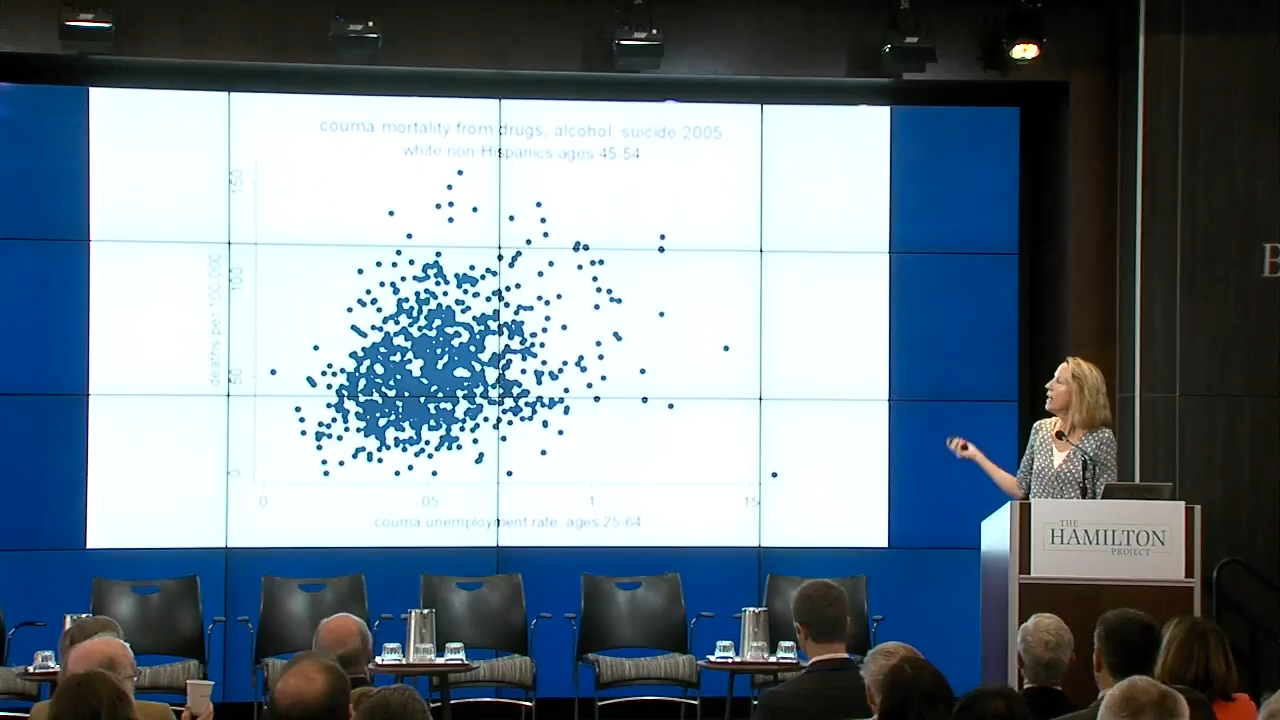 couma mortality from drugs, alcohol, suicide 2005
white non Hispanics ages 45-54
150
100
50
0
deaths per 100,000
0
.05
.1
.15
couma unemployment rate, ages 25-64
THE
HAMILTON
PROJECT